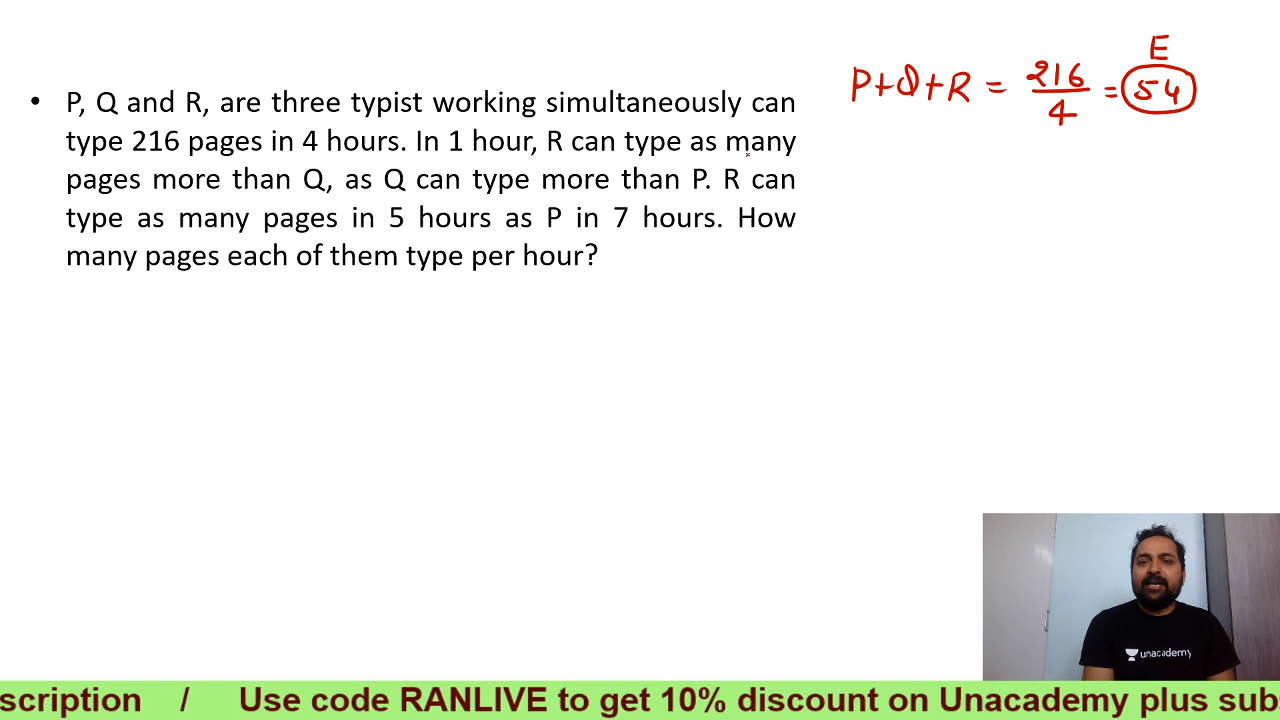 • P, Q and R, are three typist working simultaneously can
type 216 pages in 4 hours. In 1 hour, R can type as many
pages more than Q, as Q can type more than P. R can
type as many pages in 5 hours as P in 7 hours. How
many pages each of them type per hour?
E
P+Q+R = 216/4 = 54
unacademy
scription / Use code RANLIVE to get 10% discount on Unacademy plus sub